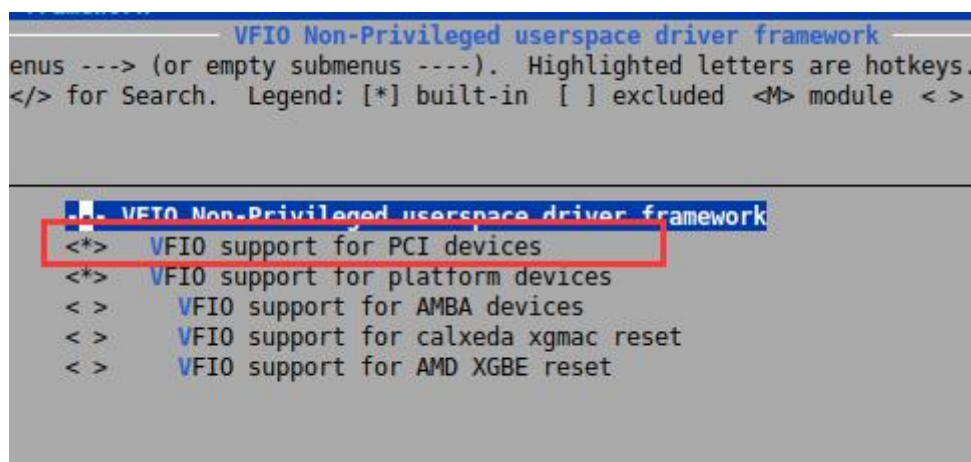 VFIO Non-Privileged userspace driver framework
enus ---> (or empty submenus ----). Highlighted letters are hotkeys.
</> for Search. Legend: [*] built-in [ ] excluded <M> module < >
-*- VFIO Non-Privileged userspace driver framework
<*> VFIO support for PCI devices
<*> VFIO support for platform devices
< > VFIO support for AMBA devices
< > VFIO support for calxeda xgmac reset
< > VFIO support for AMD XGBE reset